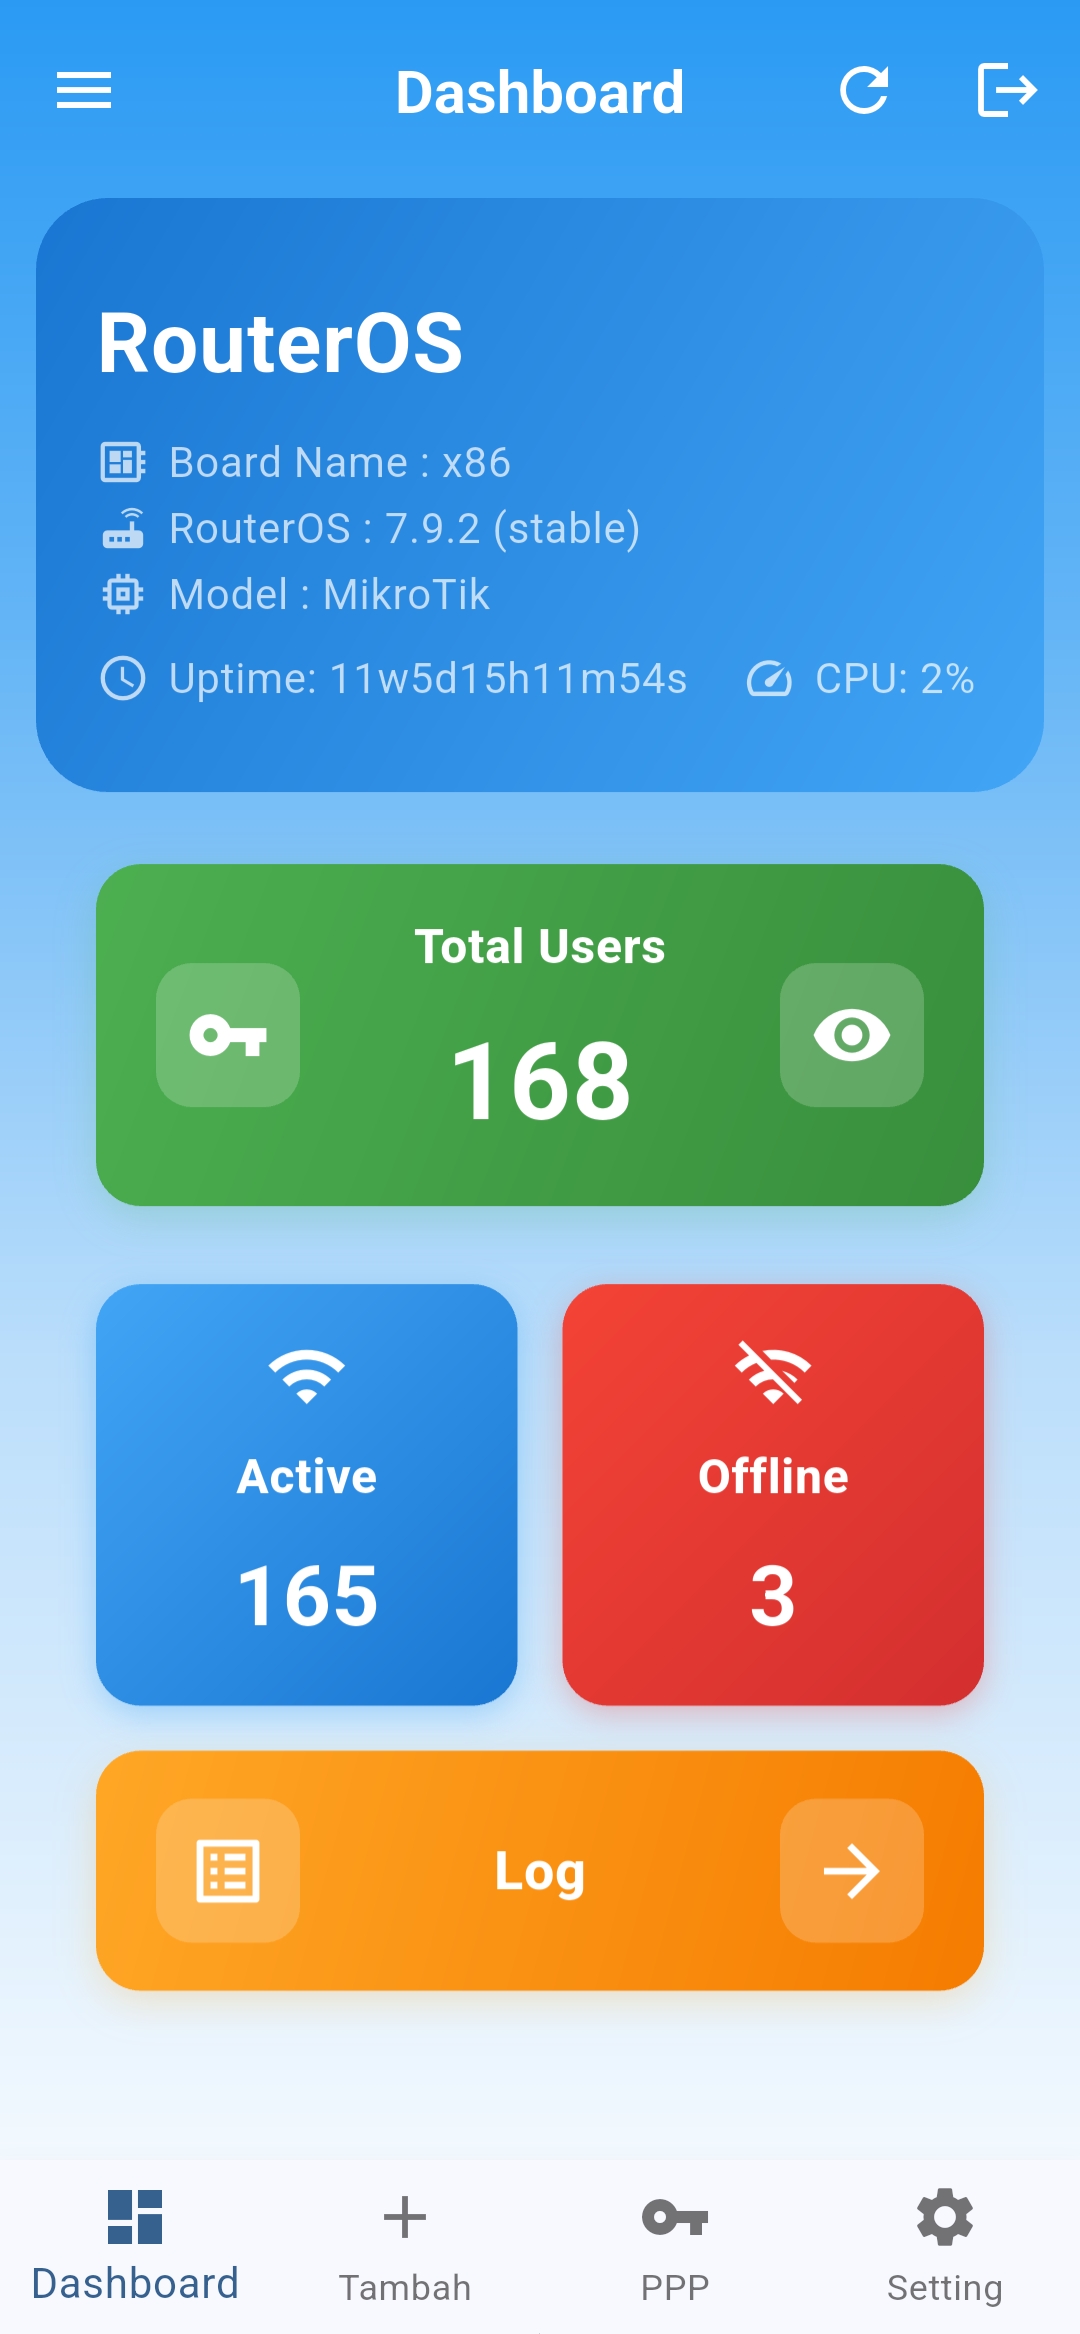 Dashboard
RouterOS
Board Name : x86
RouterOS : 7.9.2 (stable)
Model : MikroTik
Uptime: 11w5d15h11m54s CPU: 2%
Total Users
168
Active
165
Offline
3
Log
Dashboard Tambah PPP Setting